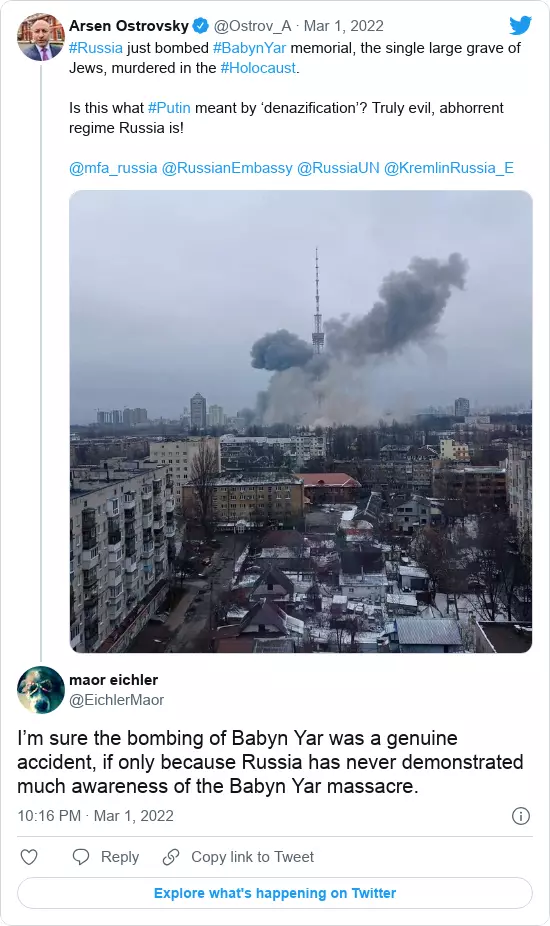 Arsen Ostrovsky @Ostrov_A · Mar 1, 2022
#Russia just bombed #BabynYar memorial, the single large grave of
Jews, murdered in the #Holocaust.
Is this what #Putin meant by ‘denazification’? Truly evil, abhorrent
regime Russia is!
@mfa_russia @RussianEmbassy @RussiaUN @KremlinRussia_E
maor eichler
@EichlerMaor
I’m sure the bombing of Babyn Yar was a genuine
accident, if only because Russia has never demonstrated
much awareness of the Babyn Yar massacre.
10:16 PM · Mar 1, 2022
Reply Copy link to Tweet
Explore what's happening on Twitter